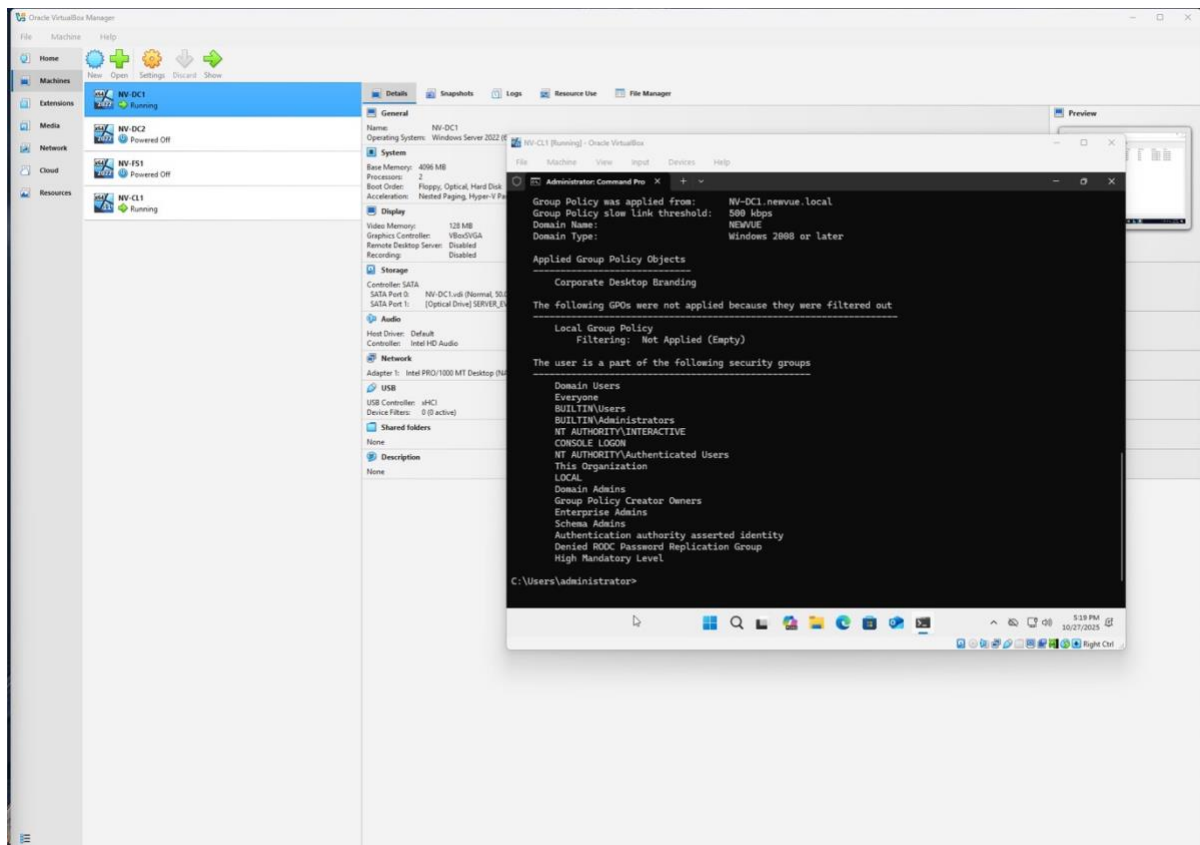 Oracle VirtualBox Manager
File Machine Help
Home
Machines
Extensions
Media
Network
Cloud
Resources
New Open Settings Discard Show
NV-DC1
Running
NV-DC2
Powered Off
NV-FS1
Powered Off
NV-CL1
Running
Details Snapshots Logs Resource Use File Manager
General
Name: NV-DC1
Operating System: Windows Server 2022 (6
System
Base Memory: 4096 MB
Processors: 2
Boot Order: Floppy, Optical, Hard Disk
Acceleration: Nested Paging, Hyper-V Pa
Display
Video Memory: 128 MB
Graphics Controller: VBoxSVGA
Remote Desktop Server: Disabled
Recording: Disabled
Storage
Controller: SATA
SATA Port 0: NV-DC1.vdi (Normal, 50.0
SATA Port 1: [Optical Drive] SERVER_EV
Audio
Host Driver: Default
Controller: Intel HD Audio
Network
Adapter 1: Intel PRO/1000 MT Desktop (NA
USB
USB Controller: xHCI
Device Filters: 0 (0 active)
Shared folders
None
Description
None
Preview
NV-CL1 [Running] - Oracle VirtualBox
File Machine View Input Devices Help
Administrator: Command Pro
Group Policy was applied from: NV-DC1.newvue.local
Group Policy slow link threshold: 500 kbps
Domain Name: NEWVUE
Domain Type: Windows 2008 or later
Applied Group Policy Objects
Corporate Desktop Branding
The following GPOs were not applied because they were filtered out
Local Group Policy
Filtering: Not Applied (Empty)
The user is a part of the following security groups
Domain Users
Everyone
BUILTIN\Users
BUILTIN\Administrators
NT AUTHORITY\INTERACTIVE
CONSOLE LOGON
NT AUTHORITY\Authenticated Users
This Organization
LOCAL
Domain Admins
Group Policy Creator Owners
Enterprise Admins
Schema Admins
Authentication authority asserted identity
Denied RODC Password Replication Group
High Mandatory Level
C:\Users\administrator>
5:19 PM
10/27/2025
Right Ctrl